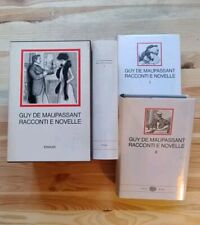 GUY DE MAUPASSANT
RACCONTI E NOVELLE
EINAUDI
GUY DE MAUPASSANT
RACCONTI E NOVELLE
I
GUY DE MAUPASSANT
RACCONTI E NOVELLE
II